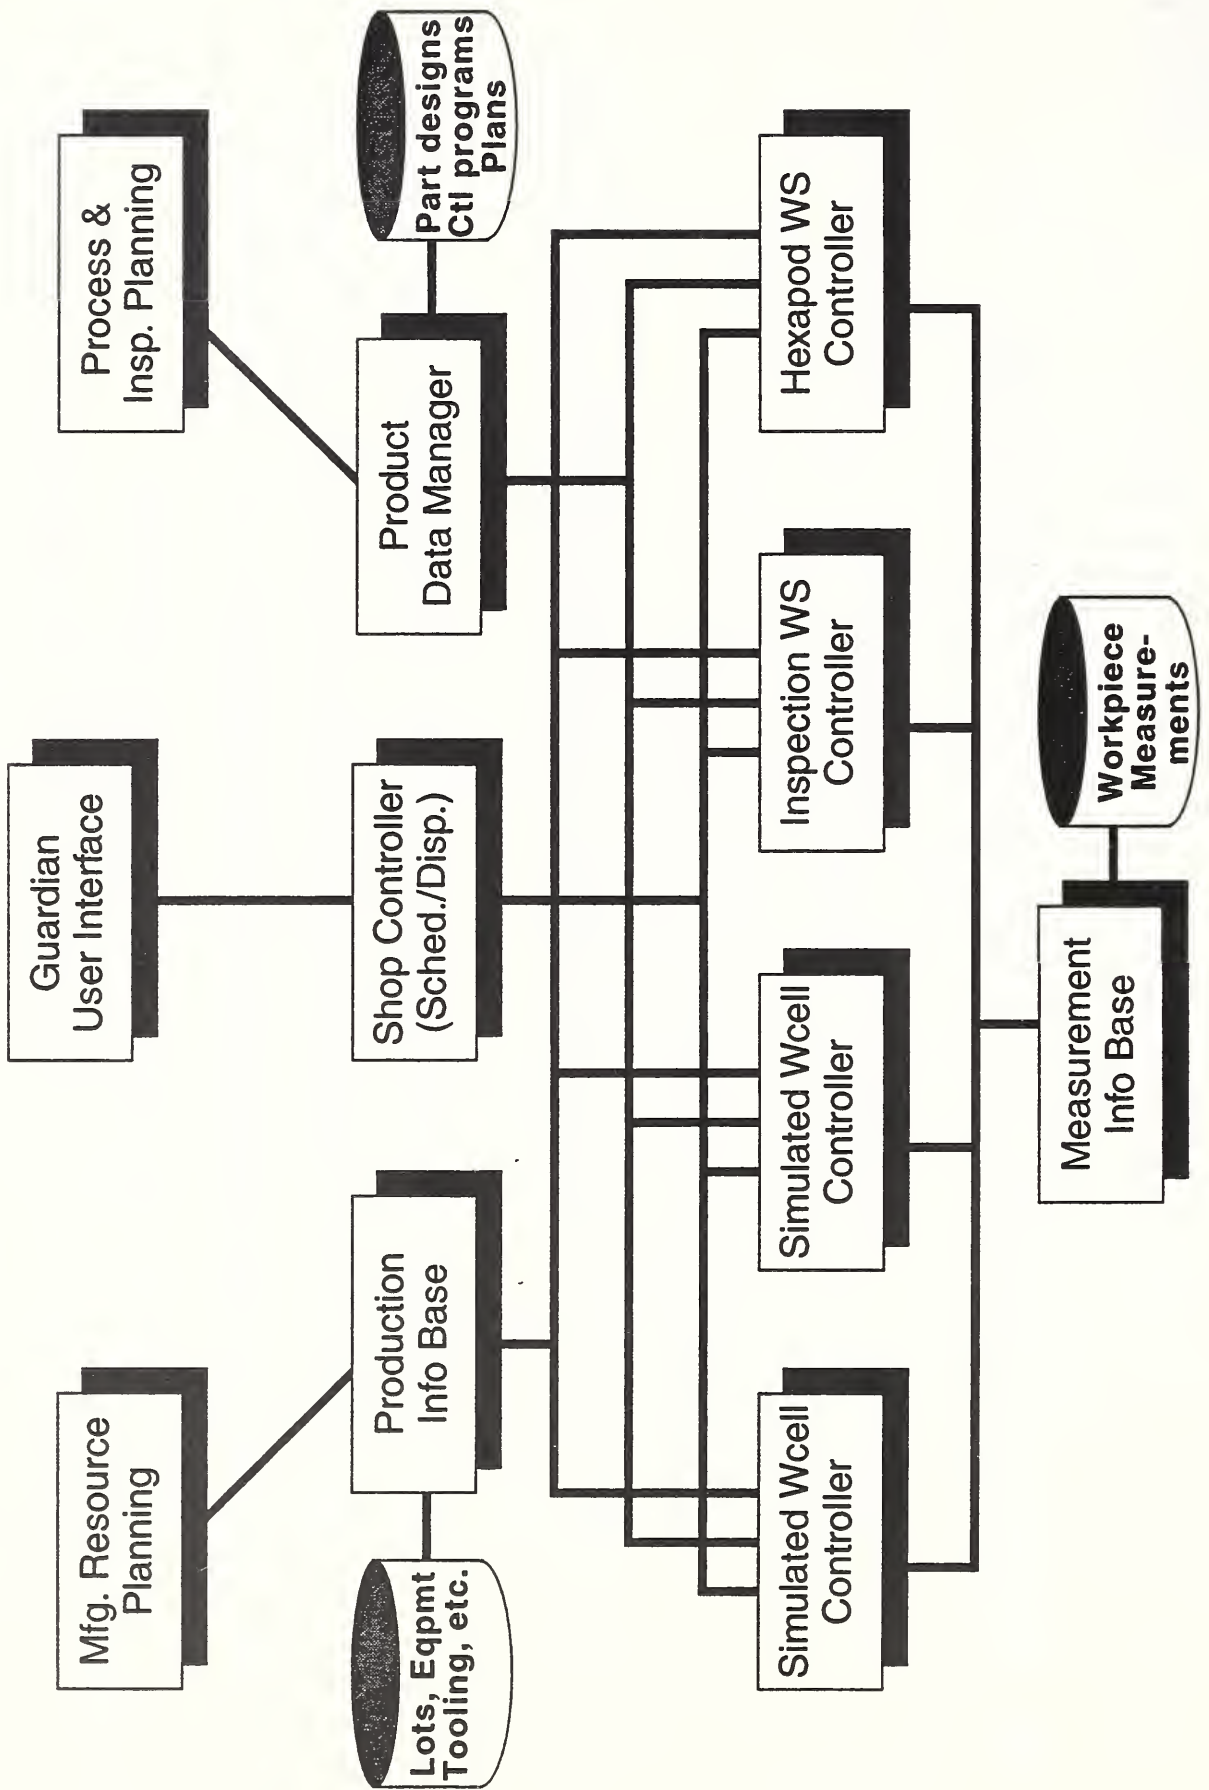 Guardian
User Interface
Mfg. Resource
Planning
Process &
Insp. Planning
Lots, Eqpmt
Tooling, etc.
Production
Info Base
Shop Controller
(Sched./Disp.)
Product
Data Manager
Part designs
Ctl programs
Plans
Simulated Wcell
Controller
Simulated Wcell
Controller
Inspection WS
Controller
Hexapod WS
Controller
Measurement
Info Base
Workpiece
Measure-
ments